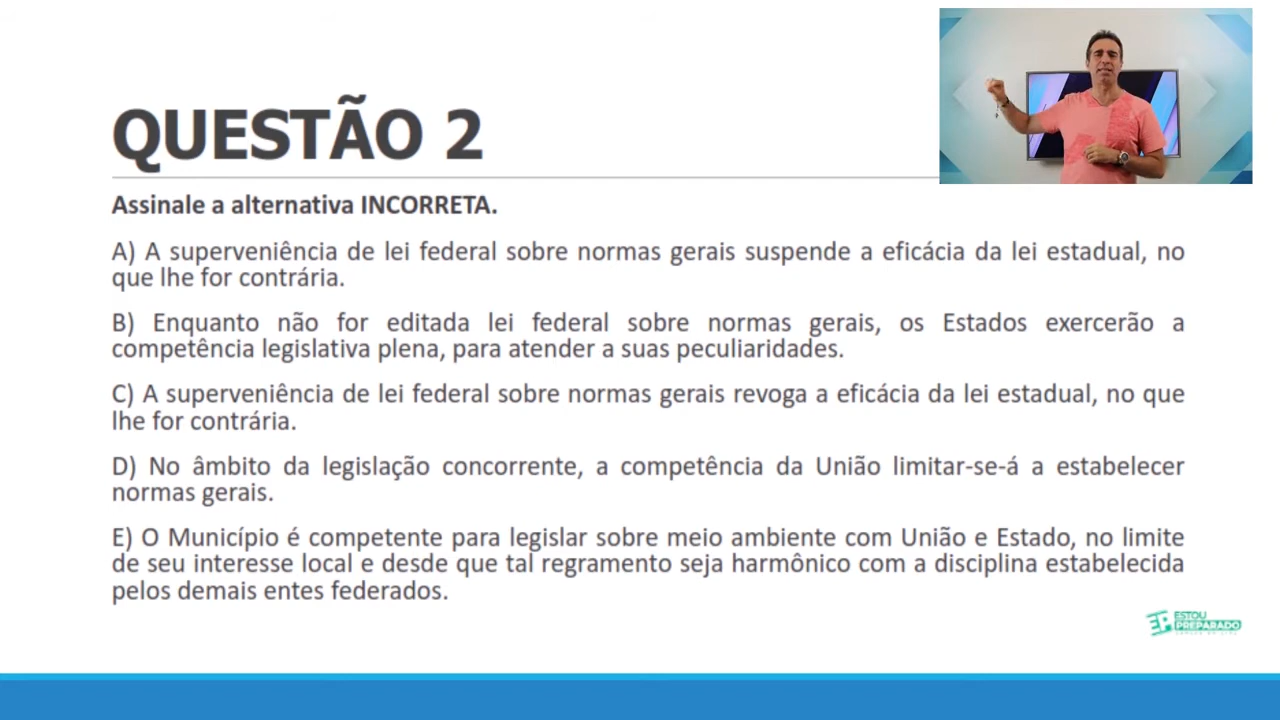 QUESTÃO 2
Assinale a alternativa INCORRETA.
A) A superveniência de lei federal sobre normas gerais suspende a eficácia da lei estadual, no
que lhe for contrária.
B) Enquanto não for editada lei federal sobre normas gerais, os Estados exercerão a
competência legislativa plena, para atender a suas peculiaridades.
C) A superveniência de lei federal sobre normas gerais revoga a eficácia da lei estadual, no que
lhe for contrária.
D) No âmbito da legislação concorrente, a competência da União limitar-se-á a estabelecer
normas gerais.
E) O Município é competente para legislar sobre meio ambiente com União e Estado, no limite
de seu interesse local e desde que tal regramento seja harmônico com a disciplina estabelecida
pelos demais entes federados.
EP ESTOU
PREPARADO